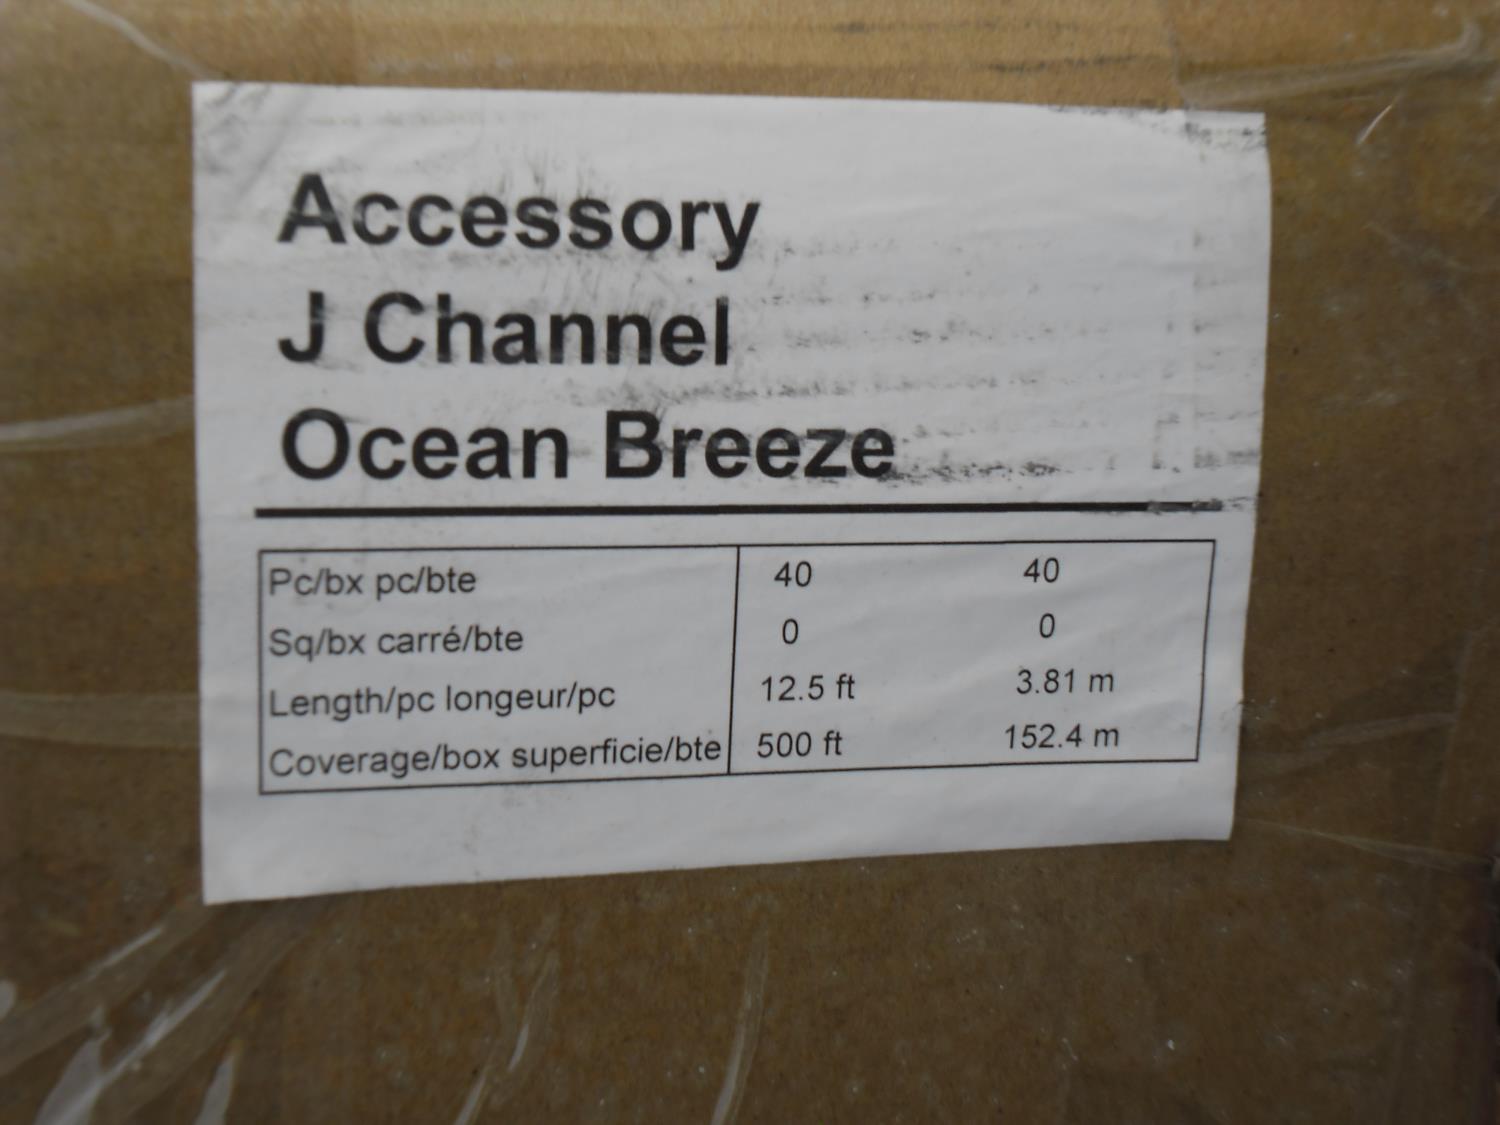 Accessory
J Channel
Ocean Breeze
Pc/bx pc/bte 40 40
Sq/bx carré/bte 0 0
Length/pc longeur/pc 12.5 ft 3.81 m
Coverage/box superficie/bte 500 ft 152.4 m